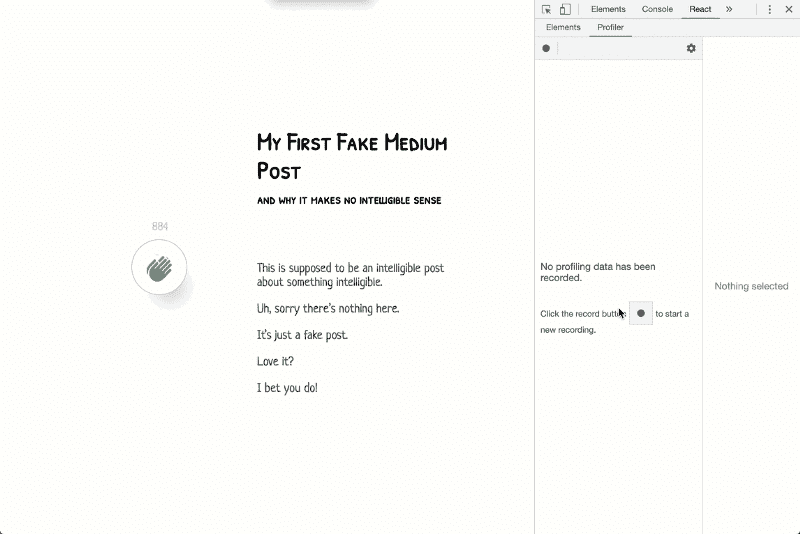 Elements Console React
Elements Profiler
My First Fake Medium
Post
and why it makes no intelligible sense
884
This is supposed to be an intelligible post
about something intelligible.
Uh, sorry there's nothing here.
It's just a fake post.
Love it?
I bet you do!
No profiling data has been
recorded.
Click the record button to start a
new recording.
Nothing selected